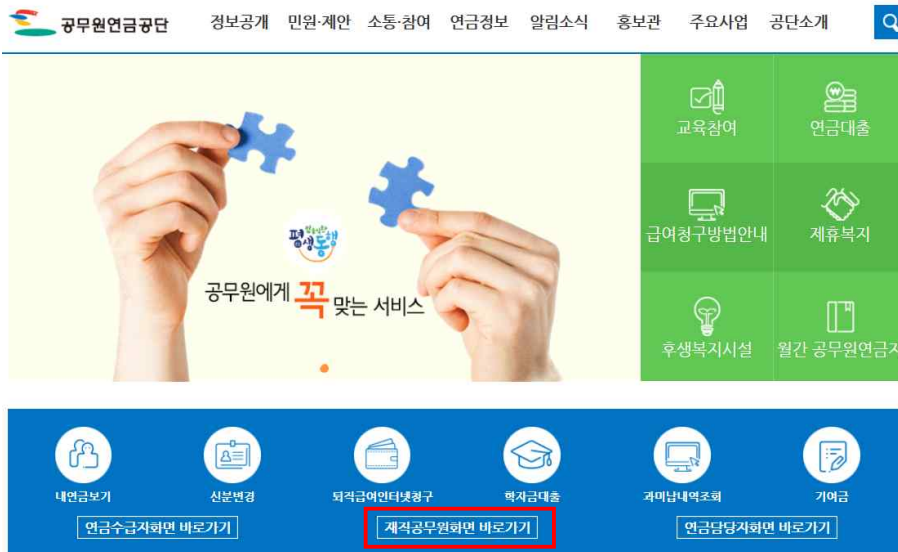 공무원연금공단 정보공개 민원·제안 소통·참여 연금정보 알림소식 홍보관 주요사업 공단소개
교육참여 연금대출
평생동행
급여청구방법안내 제휴복지
공무원에게 꼭 맞는 서비스
후생복지시설 월간 공무원연금지
내연금보기 신분변경 퇴직급여인터넷청구 학자금대출 과미납내역조회 기여금
연금수급자화면 바로가기 재직공무원화면 바로가기 연금담당자화면 바로가기